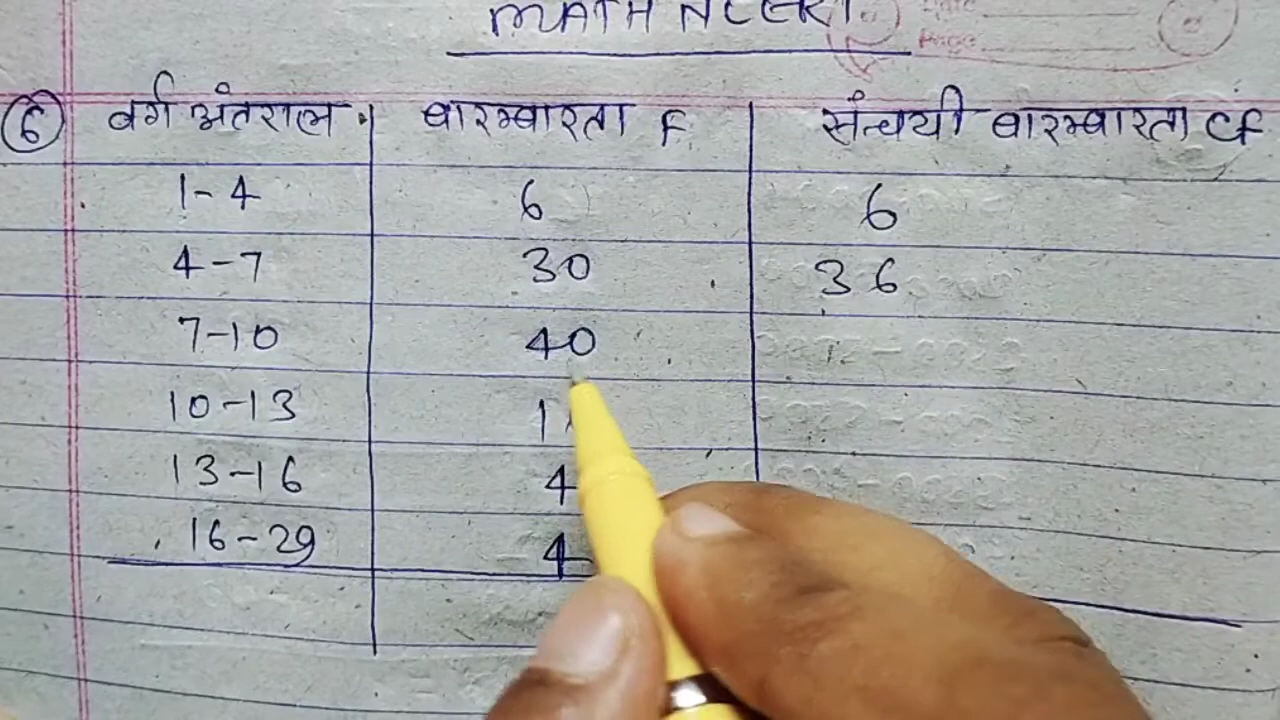 MATH NCERT
Page
6 वर्ग अंतराल बारम्बारता F संचयी बारम्बारता CF
1-4 6 6
4-7 30 36
7-10 40
10-13
13-16 4
16-29 4